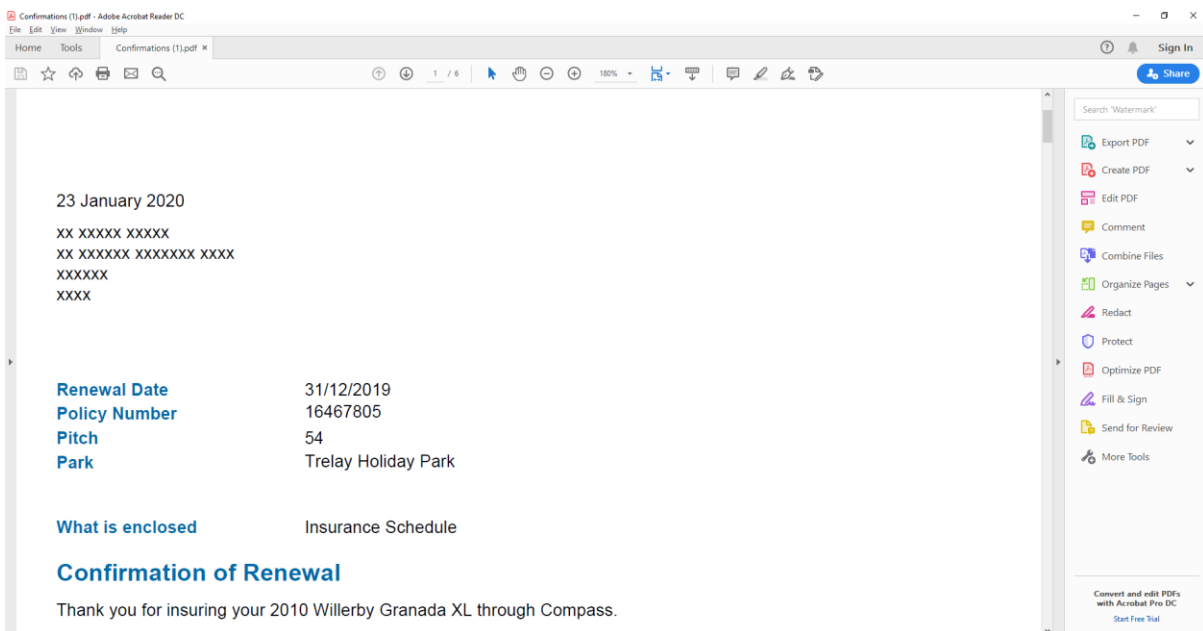 Confirmations (1).pdf - Adobe Acrobat Reader DC
File Edit View Window Help
Home Tools Confirmations (1).pdf × Sign In
1 / 6 180% Share
23 January 2020
xx xxxxx xxxxx
xx xxxxxx xxxxxxx xxxx
xxxxxx
xxxx
Renewal Date 31/12/2019
Policy Number 16467805
Pitch 54
Park Trelay Holiday Park
What is enclosed Insurance Schedule
Confirmation of Renewal
Thank you for insuring your 2010 Willerby Granada XL through Compass.
Search 'Watermark'
Export PDF
Create PDF
Edit PDF
Comment
Combine Files
Organize Pages
Redact
Protect
Optimize PDF
Fill & Sign
Send for Review
More Tools
Convert and edit PDFs
with Acrobat Pro DC
Start Free Trial